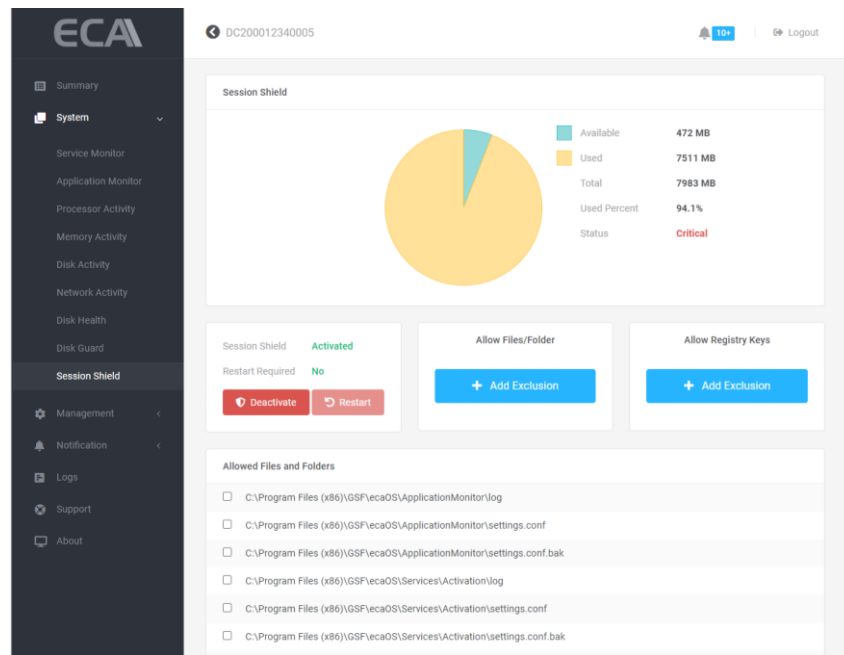 ECA
DC200012340005
10+
Logout
Summary
System
Service Monitor
Application Monitor
Processor Activity
Memory Activity
Disk Activity
Network Activity
Disk Health
Disk Guard
Session Shield
Management
Notification
Logs
Support
About
Session Shield
Available 472 MB
Used 7511 MB
Total 7983 MB
Used Percent 94.1%
Status Critical
Session Shield Activated
Restart Required No
Deactivate Restart
Allow Files/Folder
+ Add Exclusion
Allow Registry Keys
+ Add Exclusion
Allowed Files and Folders
C:\Program Files (x86)\GSF\ecaOS\ApplicationMonitor\log
C:\Program Files (x86)\GSF\ecaOS\ApplicationMonitor\settings.conf
C:\Program Files (x86)\GSF\ecaOS\ApplicationMonitor\settings.conf.bak
C:\Program Files (x86)\GSF\ecaOS\Services\Activation\log
C:\Program Files (x86)\GSF\ecaOS\Services\Activation\settings.conf
C:\Program Files (x86)\GSF\ecaOS\Services\Activation\settings.conf.bak